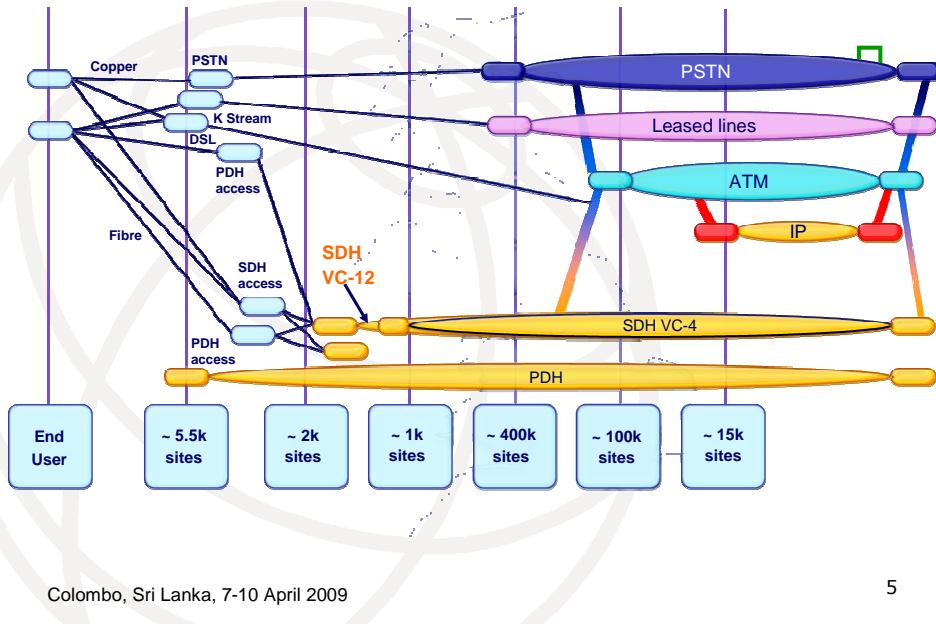 Copper
PSTN
PSTN
K Stream
Leased lines
DSL
PDH
access
ATM
Fibre
IP
SDH
VC-12
SDH
access
SDH VC-4
PDH
access
PDH
End
User
~ 5.5k
sites
~ 2k
sites
~ 1k
sites
~ 400k
sites
~ 100k
sites
~ 15k
sites
Colombo, Sri Lanka, 7-10 April 2009
5